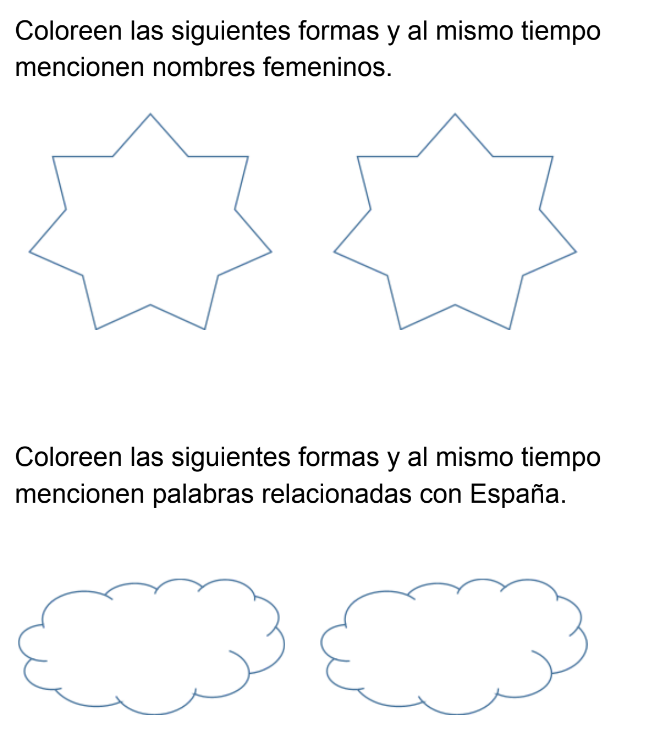 Coloreen las siguientes formas y al mismo tiempo
mencionen nombres femeninos.
Coloreen las siguientes formas y al mismo tiempo
mencionen palabras relacionadas con España.